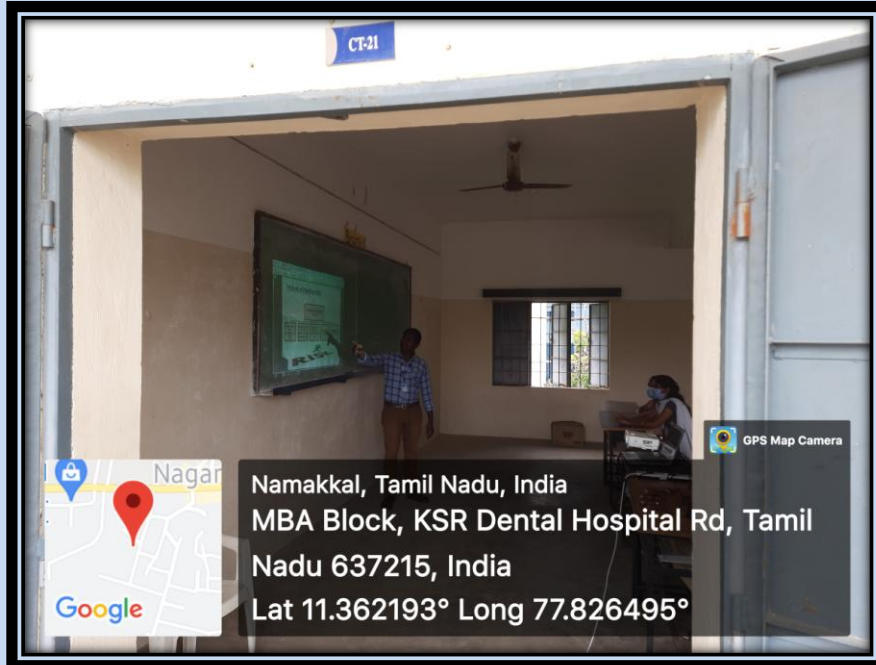 CT-21
RISK
GPS Map Camera
Nagar
Google
Namakkal, Tamil Nadu, India
MBA Block, KSR Dental Hospital Rd, Tamil
Nadu 637215, India
Lat 11.362193° Long 77.826495°